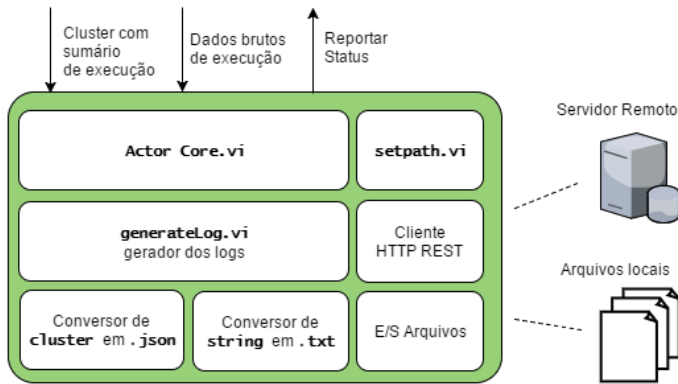 Cluster com
sumário
de execução
Dados brutos
de execução
Reportar
Status
Actor Core.vi
setpath.vi
Servidor Remoto
generateLog.vi
gerador dos logs
Cliente
HTTP REST
Arquivos locais
Conversor de
cluster em .json
Conversor de
string em .txt
E/S Arquivos